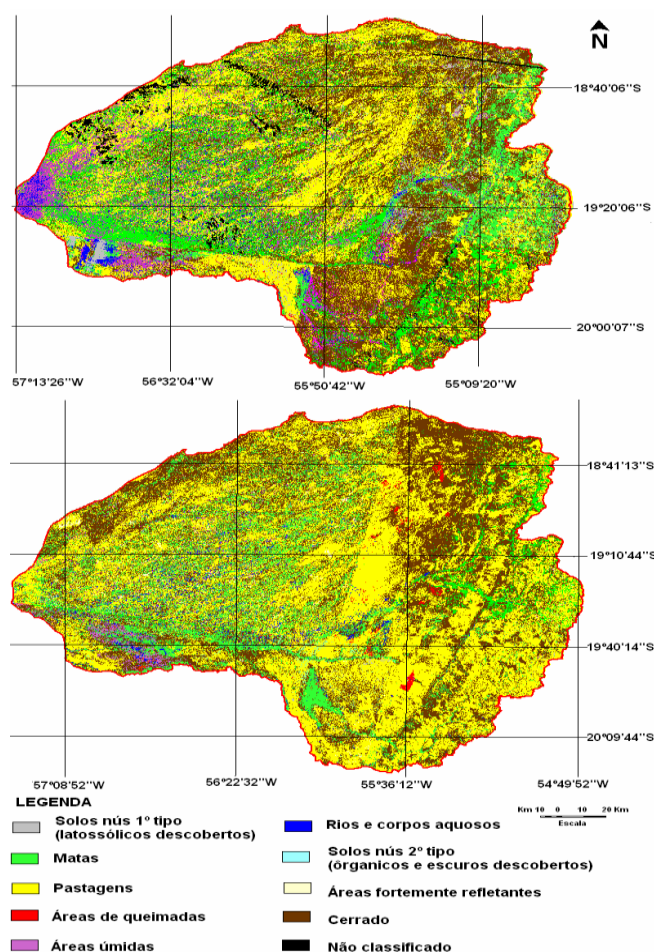 N
18°40'06"S
19°20'06"S
20°00'07"S
57°13'26"W 56°32'04"W 55°50'42"W 55°09'20"W
18°41'13"S
19°10'44"S
19°40'14"S
20°09'44"S
57°08'52"W 56°22'32"W 55°36'12"W 54°49'52"W
LEGENDA
Solos nús 1º tipo
(latossólicos descobertos)
Matas
Pastagens
Áreas de queimadas
Áreas úmidas
Km 10 0 10 20 Km
Escala
Rios e corpos aquosos
Solos nús 2º tipo
(õrganicos e escuros descobertos)
Áreas fortemente refletantes
Cerrado
Não classificado